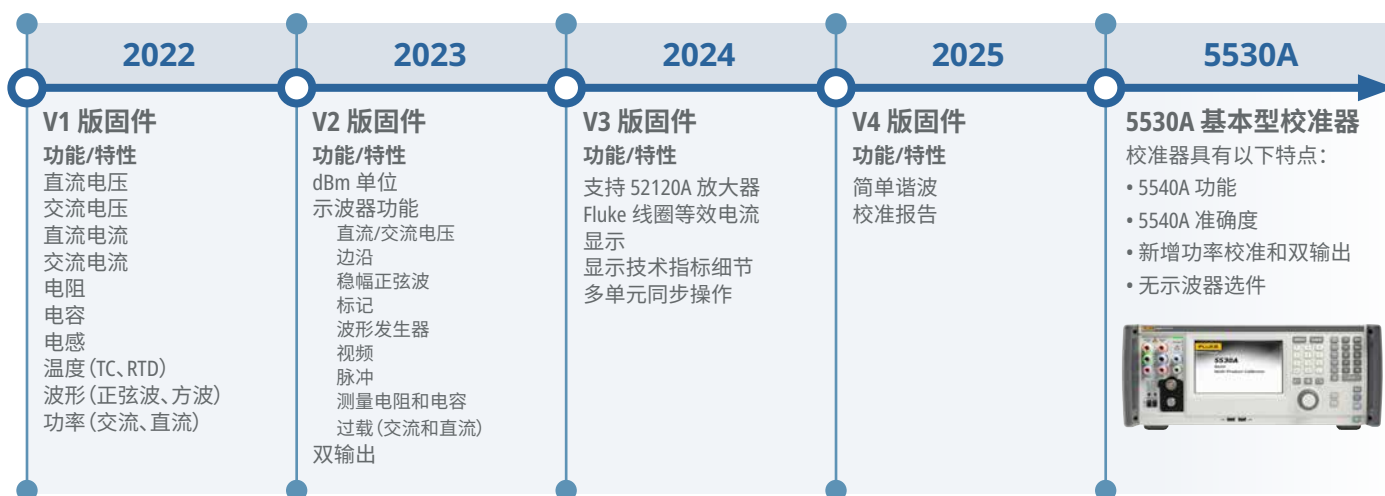 2022
2023
2024
2025
5530A
V1 版固件
功能/特性
直流电压
交流电压
直流电流
交流电流
电阻
电容
电感
温度(TC、RTD)
波形(正弦波、方波)
功率(交流、直流)
V2 版固件
功能/特性
dBm 单位
示波器功能
直流/交流电压
边沿
稳幅正弦波
标记
波形发生器
视频
脉冲
测量电阻和电容
过载(交流和直流)
双输出
V3 版固件
功能/特性
支持 52120A 放大器
Fluke 线圈等效电流
显示
显示技术指标细节
多单元同步操作
V4 版固件
功能/特性
简单谐波
校准报告
5530A 基本型校准器
校准器具有以下特点：
• 5540A 功能
• 5540A 准确度
• 新增功率校准和双输出
• 无示波器选件
FLUKE
5530A